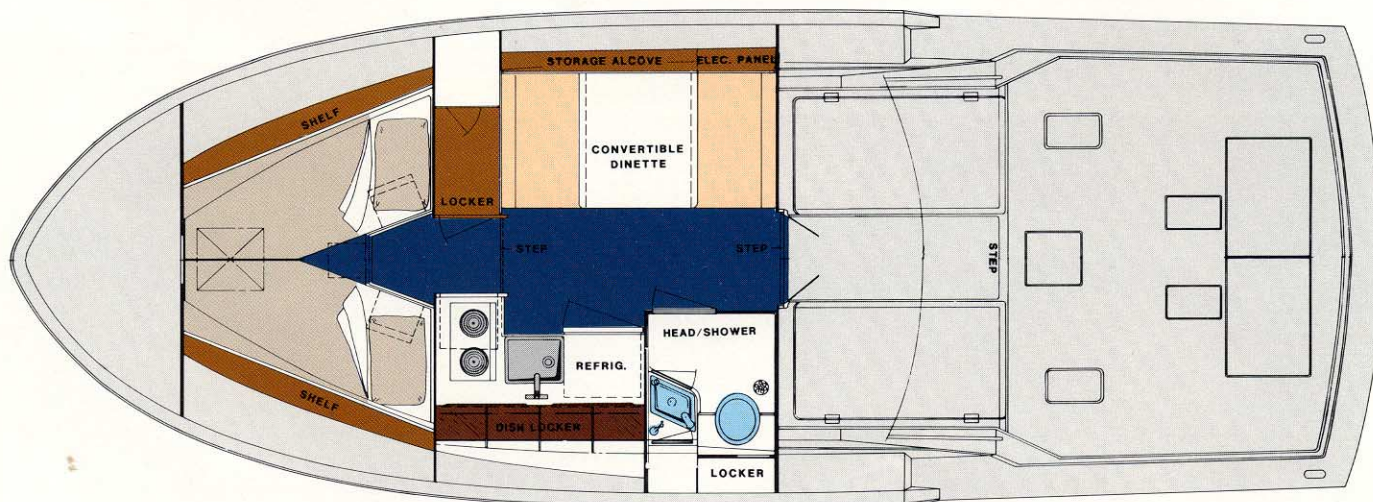 STORAGE ALCOVE
ELEC. PANEL
SHELF
CONVERTIBLE
DINETTE
LOCKER
STEP
STEP
STEP
HEAD/SHOWER
REFRIG.
SHELF
DISH LOCKER
LOCKER